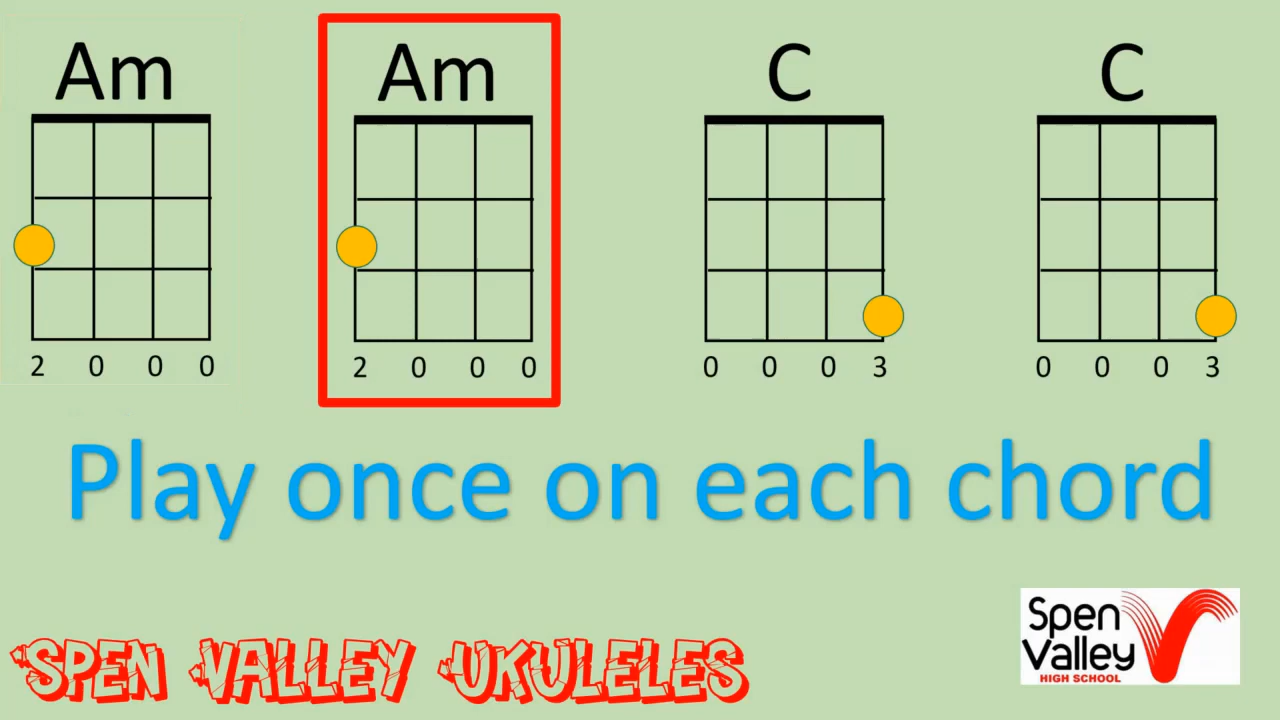 Am Am C C
2 0 0 0 2 0 0 0 0 0 0 3 0 0 0 3
Play once on each chord
SPEN VALLEY UKULELES
Spen
Valley
HIGH SCHOOL